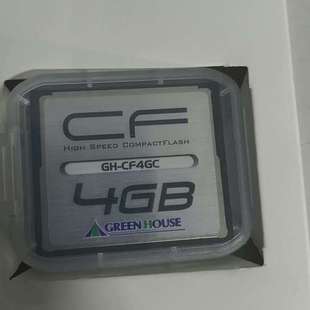 CF
HIGH SPEED COMPACTFLASH
GH-CF4GC
4GB
GREEN HOUSE